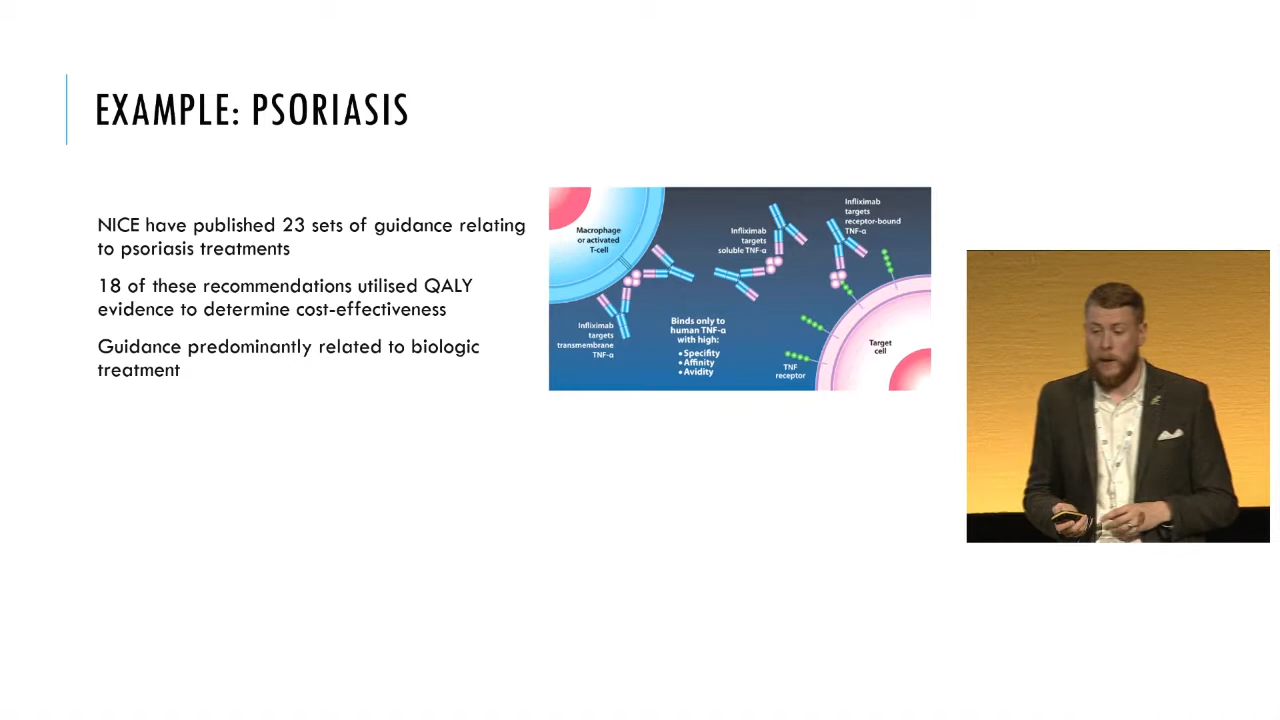 EXAMPLE: PSORIASIS
NICE have published 23 sets of guidance relating
to psoriasis treatments
18 of these recommendations utilised QALY
evidence to determine cost-effectiveness
Guidance predominantly related to biologic
treatment
Macrophage
or activated
T-cell
Infliximab
targets
transmembrane
TNF-α
Infliximab
targets
soluble TNF-α
Infliximab
targets
receptor-bound
TNF-α
Binds only to
human TNF-α
with high:
• Specifity
• Affinity
• Avidity
TNF
receptor
Target
cell